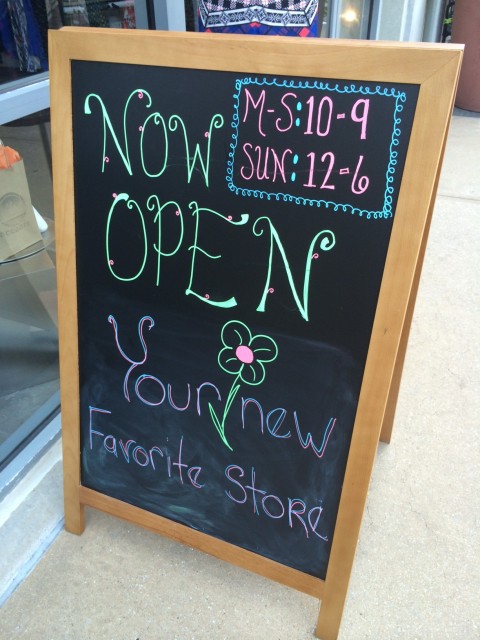 NOW
M-S:10-9
SUN:12-6
OPEN
Your new
Favorite Store